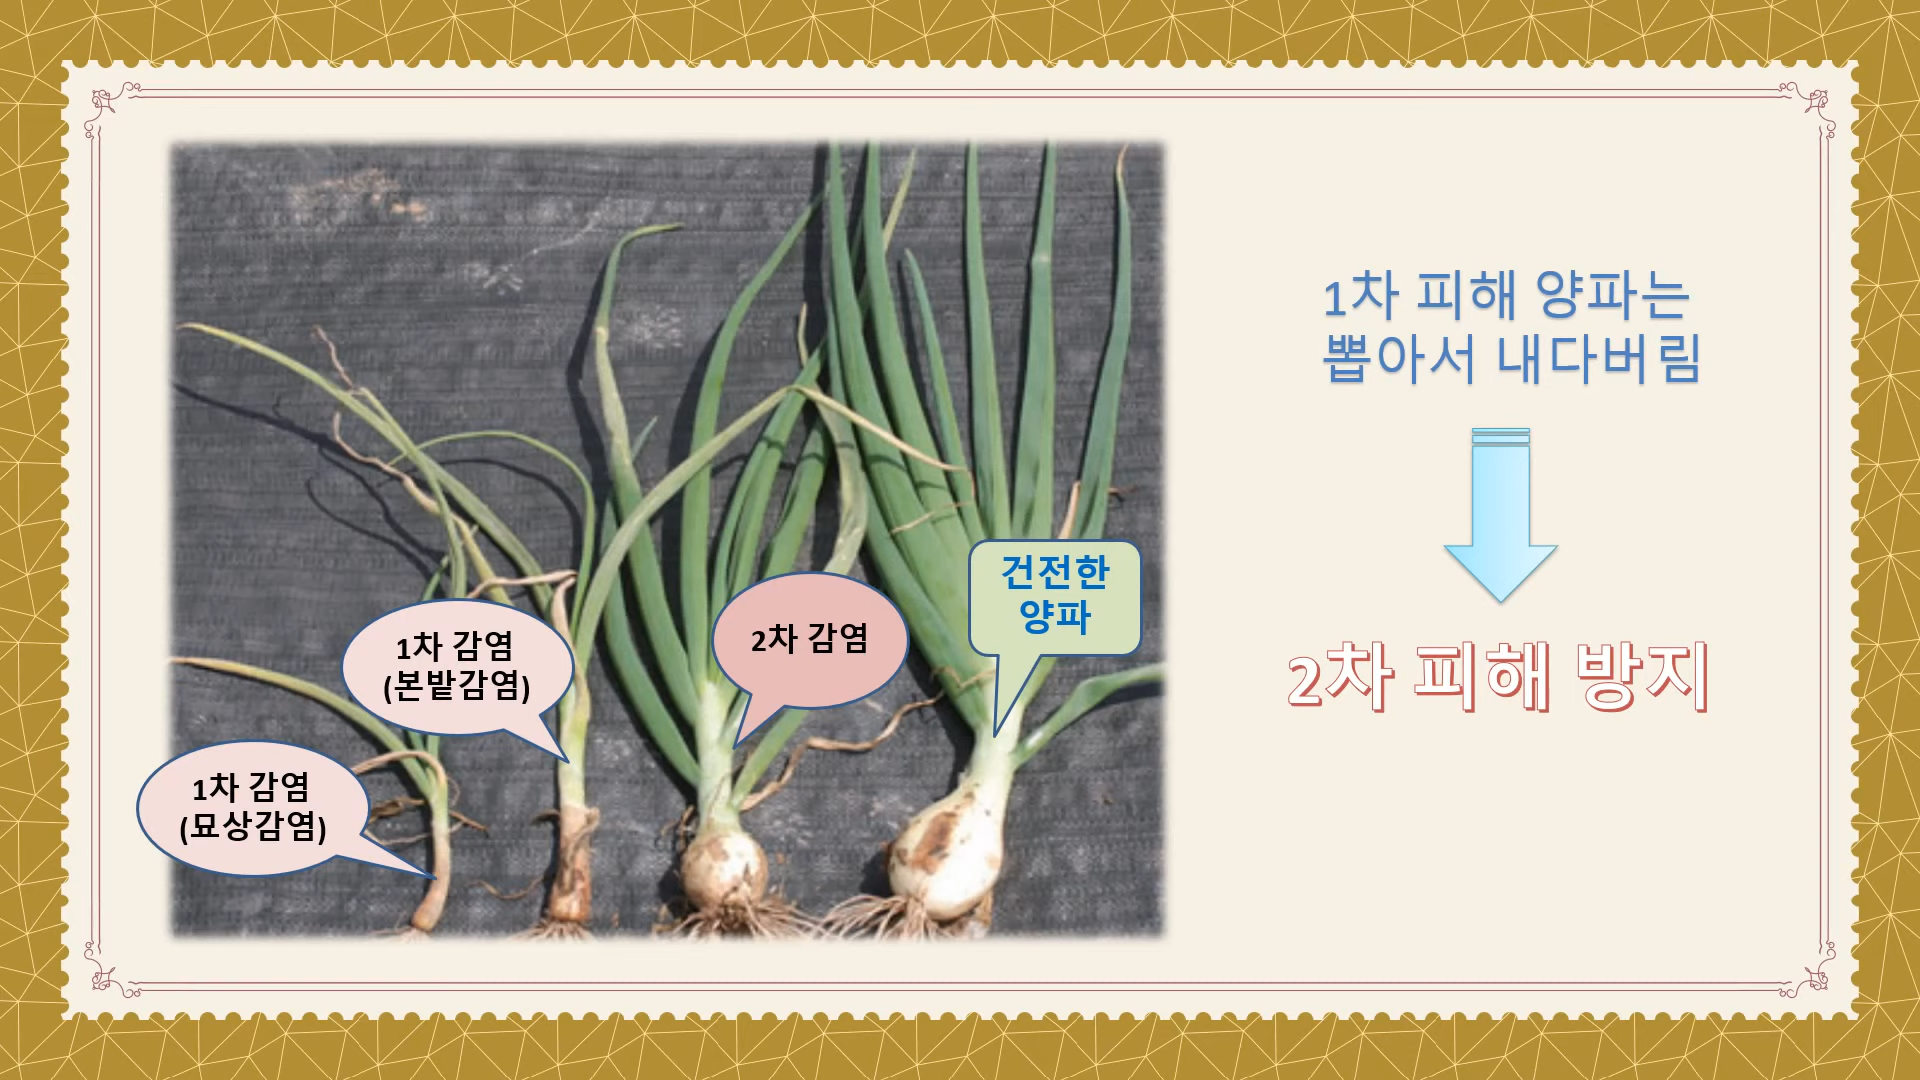 1차 피해 양파는
뽑아서 내다버림
건전한
양파
2차 감염
1차 감염
(본밭감염)
2차 피해 방지
1차 감염
(묘상감염)